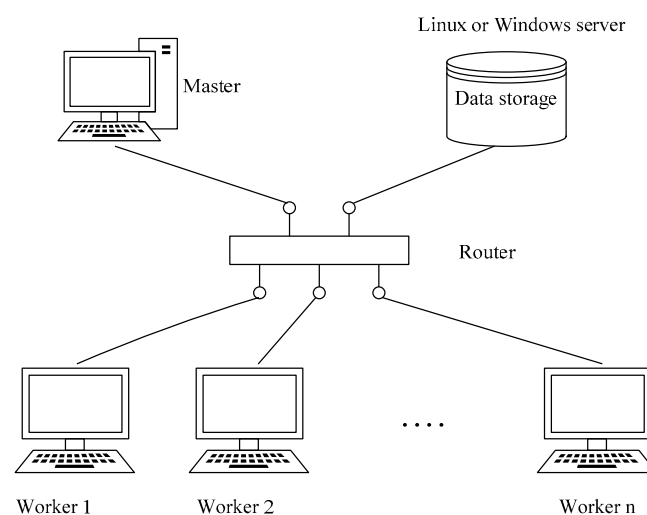 Linux or Windows server
Master
Data storage
Router
. . . .
Worker 1
Worker 2
Worker n